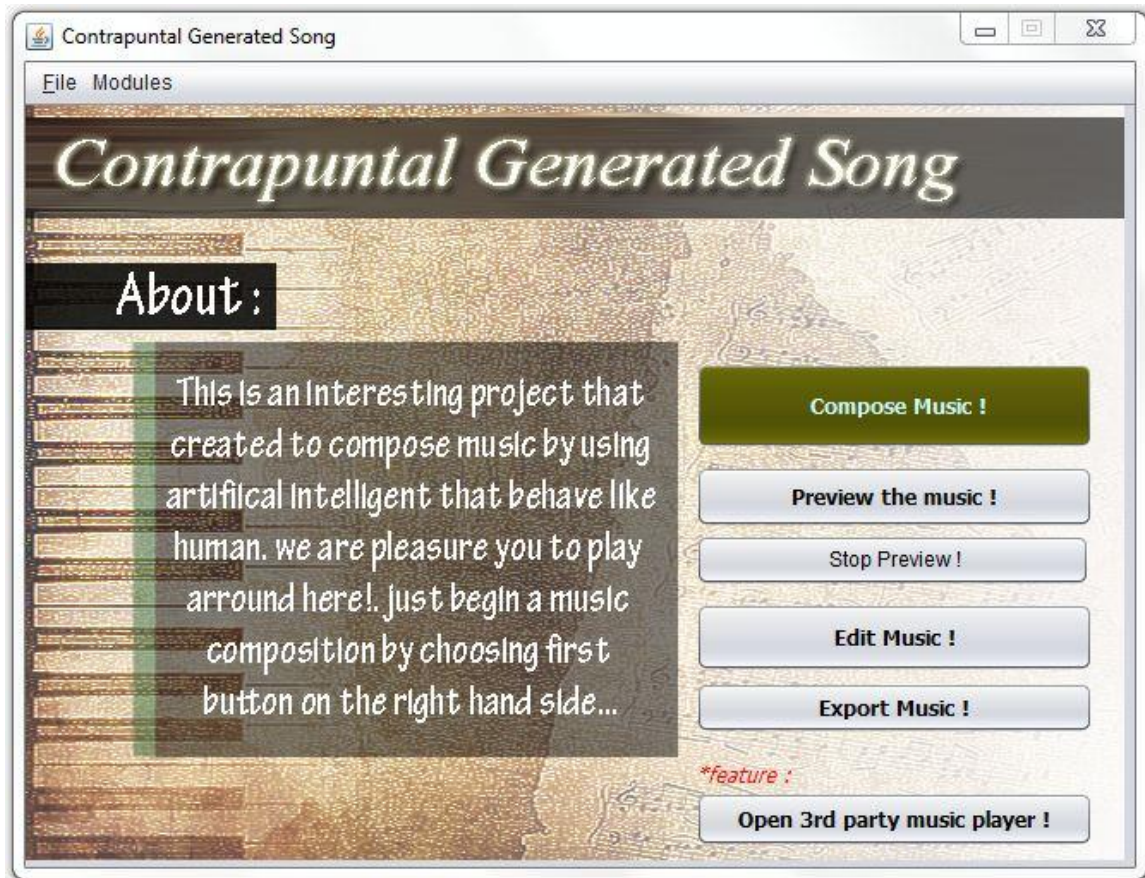 Contrapuntal Generated Song
File Modules
Contrapuntal Generated Song
About :
This is an interesting project that
created to compose music by using
artifiical intelligent that behave like
human. we are pleasure you to play
arround here!. just begin a music
composition by choosing first
button on the right hand side...
Compose Music !
Preview the music !
Stop Preview !
Edit Music !
Export Music !
*feature :
Open 3rd party music player !